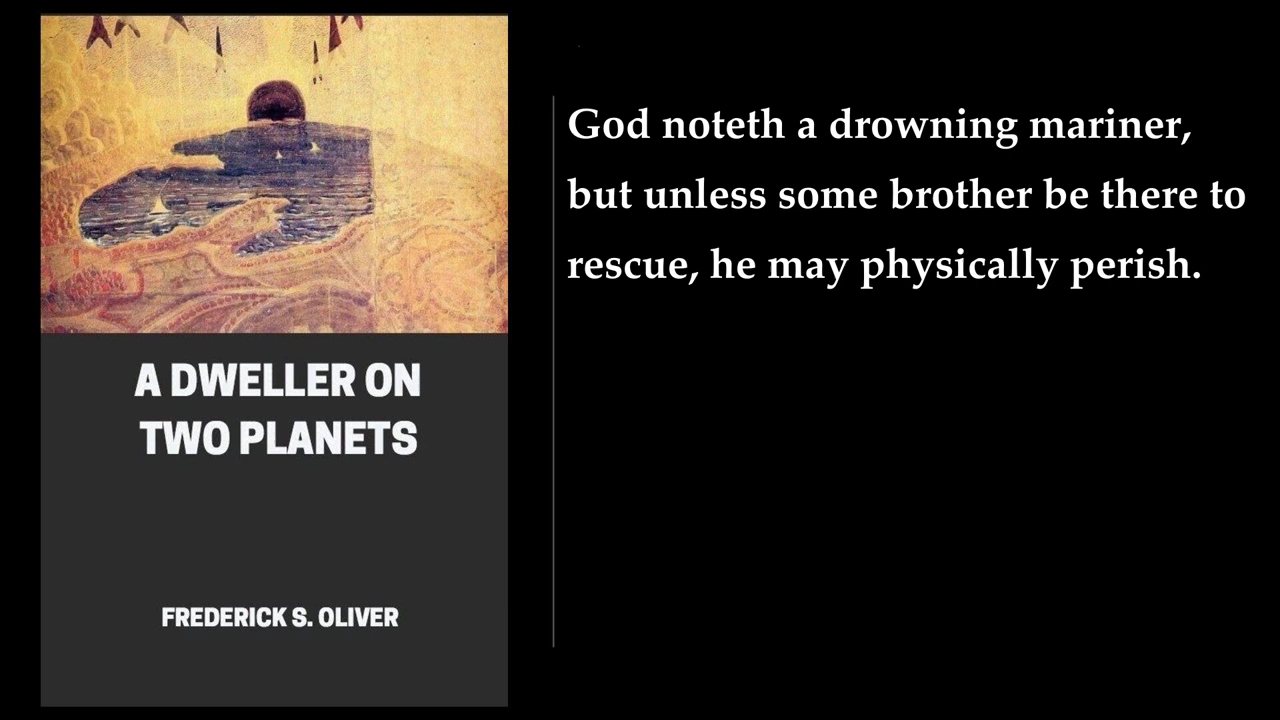 A DWELLER ON
TWO PLANETS
FREDERICK S. OLIVER
God noteth a drowning mariner,
but unless some brother be there to
rescue, he may physically perish.